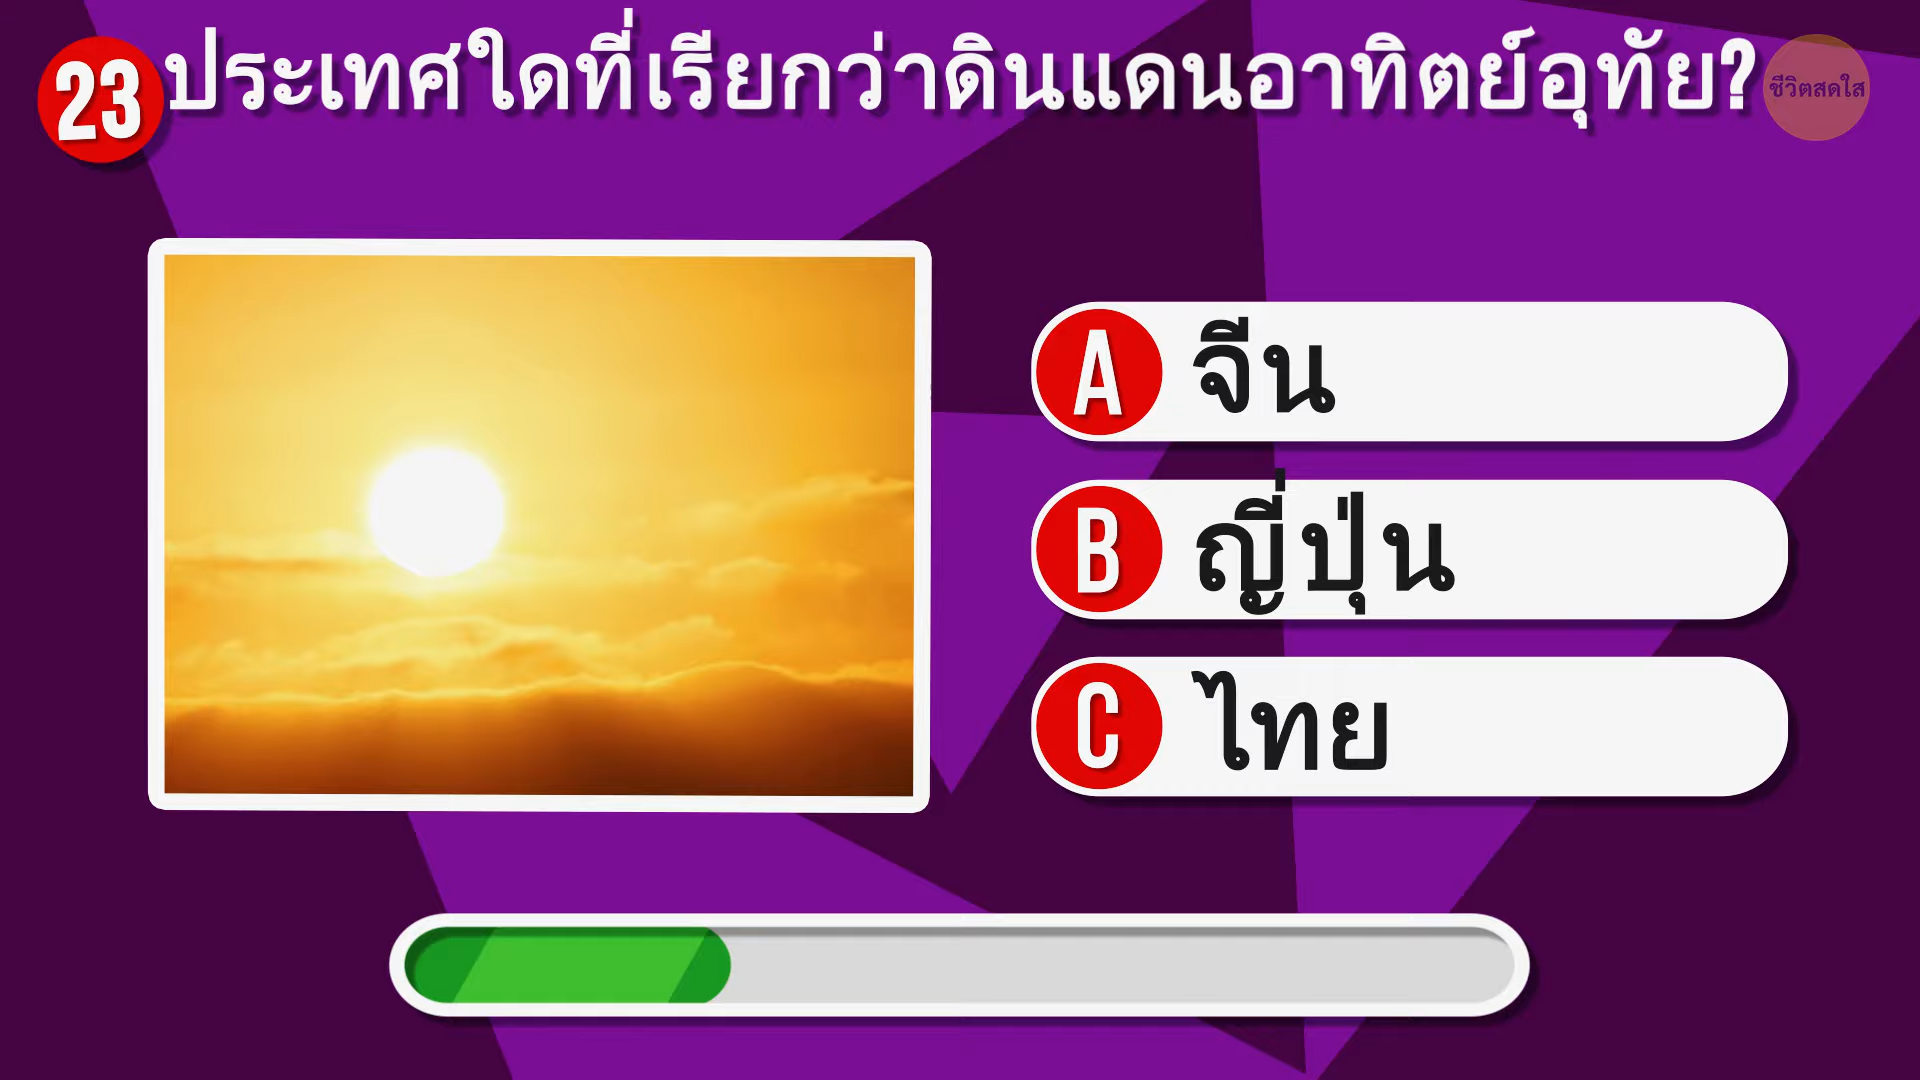 23
ประเทศใดที่เรียกว่าดินแดนอาทิตย์อุทัย?
ชีวิตสดใส
A จีน
B ญี่ปุ่น
C ไทย